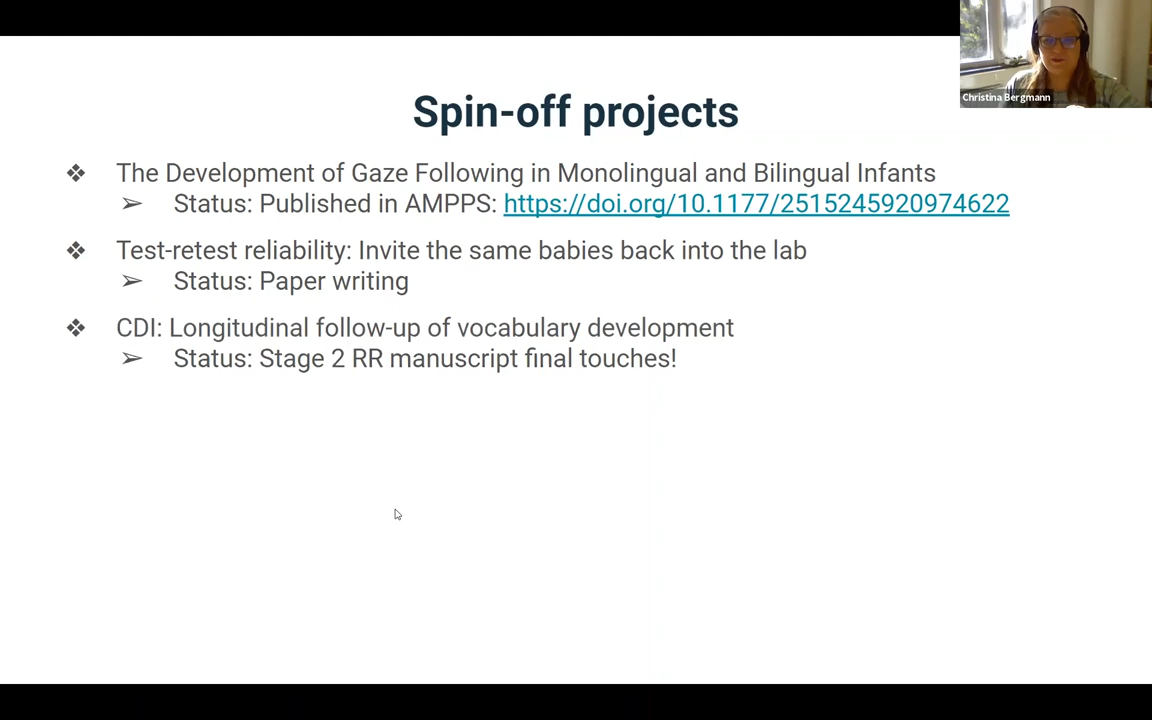 Christina Bergmann
Spin-off projects
❖ The Development of Gaze Following in Monolingual and Bilingual Infants
➢ Status: Published in AMPPS: https://doi.org/10.1177/2515245920974622
❖ Test-retest reliability: Invite the same babies back into the lab
➢ Status: Paper writing
❖ CDI: Longitudinal follow-up of vocabulary development
➢ Status: Stage 2 RR manuscript final touches!